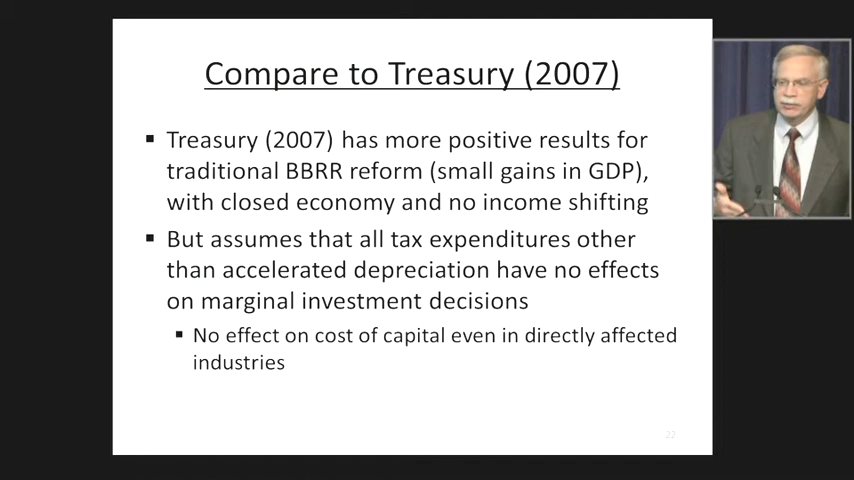 Compare to Treasury (2007)
▪ Treasury (2007) has more positive results for
traditional BBRR reform (small gains in GDP),
with closed economy and no income shifting
▪ But assumes that all tax expenditures other
than accelerated depreciation have no effects
on marginal investment decisions
▪ No effect on cost of capital even in directly affected
industries
22